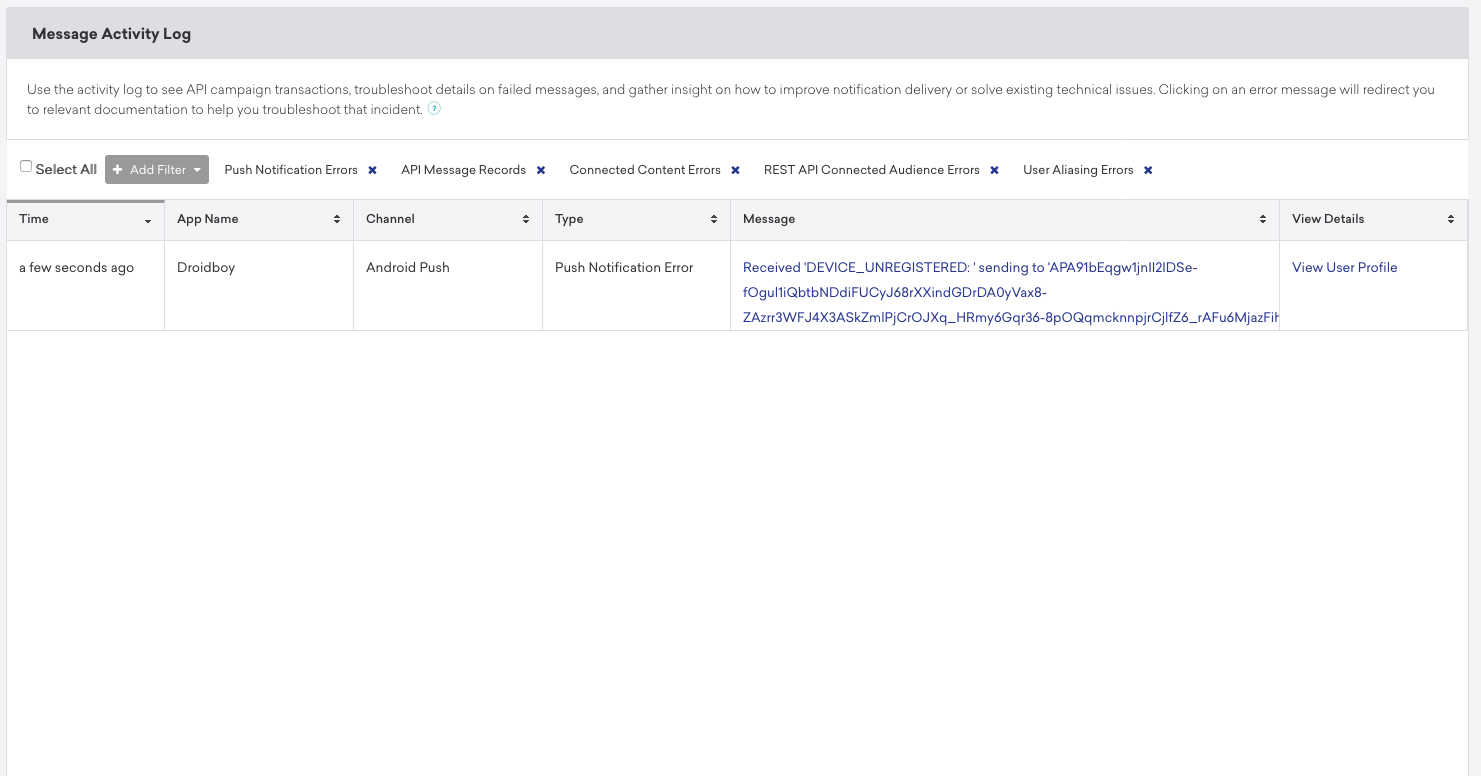 Message Activity Log
Use the activity log to see API campaign transactions, troubleshoot details on failed messages, and gather insight on how to improve notification delivery or solve existing technical issues. Clicking on an error message will redirect you
to relevant documentation to help you troubleshoot that incident. ?
Select All + Add Filter Push Notification Errors × API Message Records × Connected Content Errors × REST API Connected Audience Errors × User Aliasing Errors ×
Time App Name Channel Type Message View Details
a few seconds ago Droidboy Android Push Push Notification Error Received 'DEVICE_UNREGISTERED: ' sending to 'APA91bEqgw1jnIl2IDSe- View User Profile
fOgul1iQbtbNDdiFUCyJ68rXXindGDrDA0yVax8-
ZAzrr3WFJ4X3ASkZmIPjCrOJXq_HRmy6Gqr36-8pOQqmcknnpjrCjlfZ6_rAFu6MjazFih